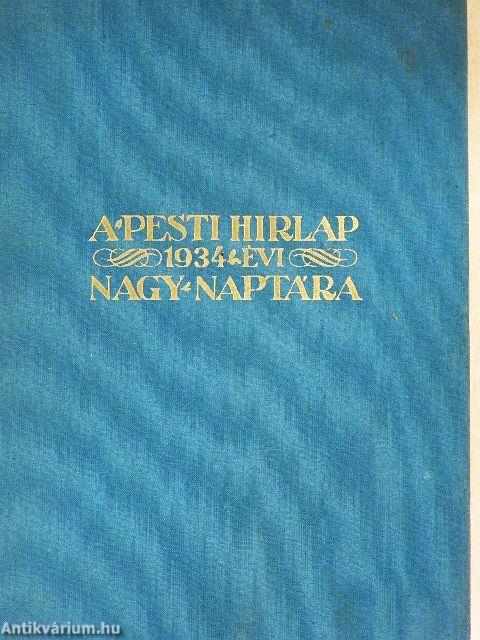 A PESTI HIRLAP
1934 ÉVI
NAGY NAPTÁRA
Antikvárium.hu